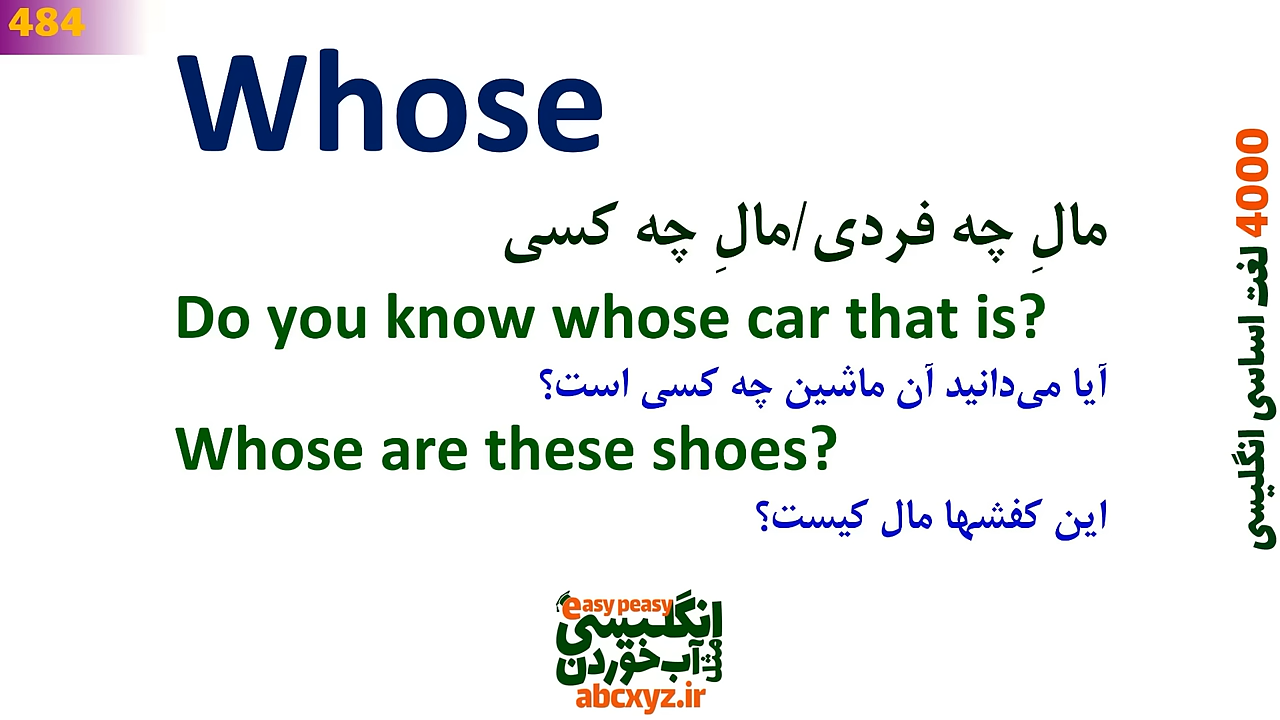 484
Whose
مالِ چه فردی/مالِ چه کسی
Do you know whose car that is?
آیا می‌دانید آن ماشین چه کسی است؟
Whose are these shoes?
این کفشها مال کیست؟
4000 لغت اساسی انگلیسی
easy peasy
انگلیسی
مثل آب خوردن
abcxyz.ir